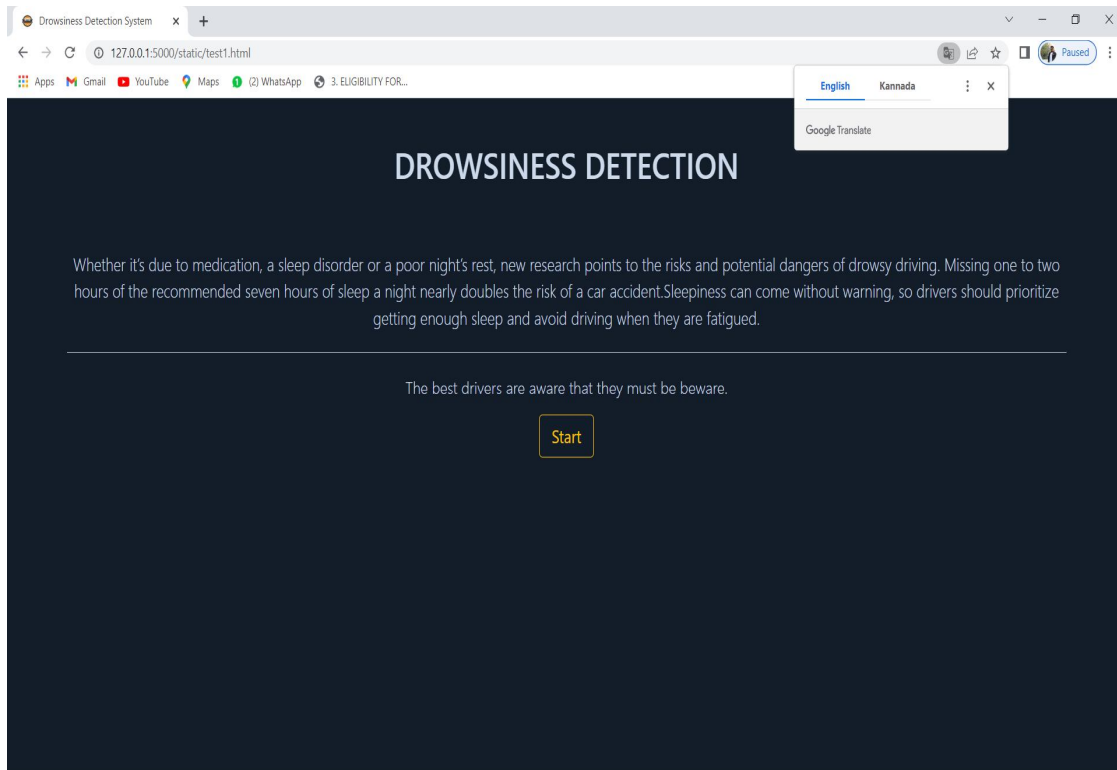 Drowsiness Detection System
127.0.0.1:5000/static/test1.html
Paused
Apps Gmail YouTube Maps (2) WhatsApp 3. ELIGIBILITY FOR...
English Kannada
Google Translate
DROWSINESS DETECTION
Whether it's due to medication, a sleep disorder or a poor night's rest, new research points to the risks and potential dangers of drowsy driving. Missing one to two
hours of the recommended seven hours of sleep a night nearly doubles the risk of a car accident.Sleepiness can come without warning, so drivers should prioritize
getting enough sleep and avoid driving when they are fatigued.
The best drivers are aware that they must be beware.
Start